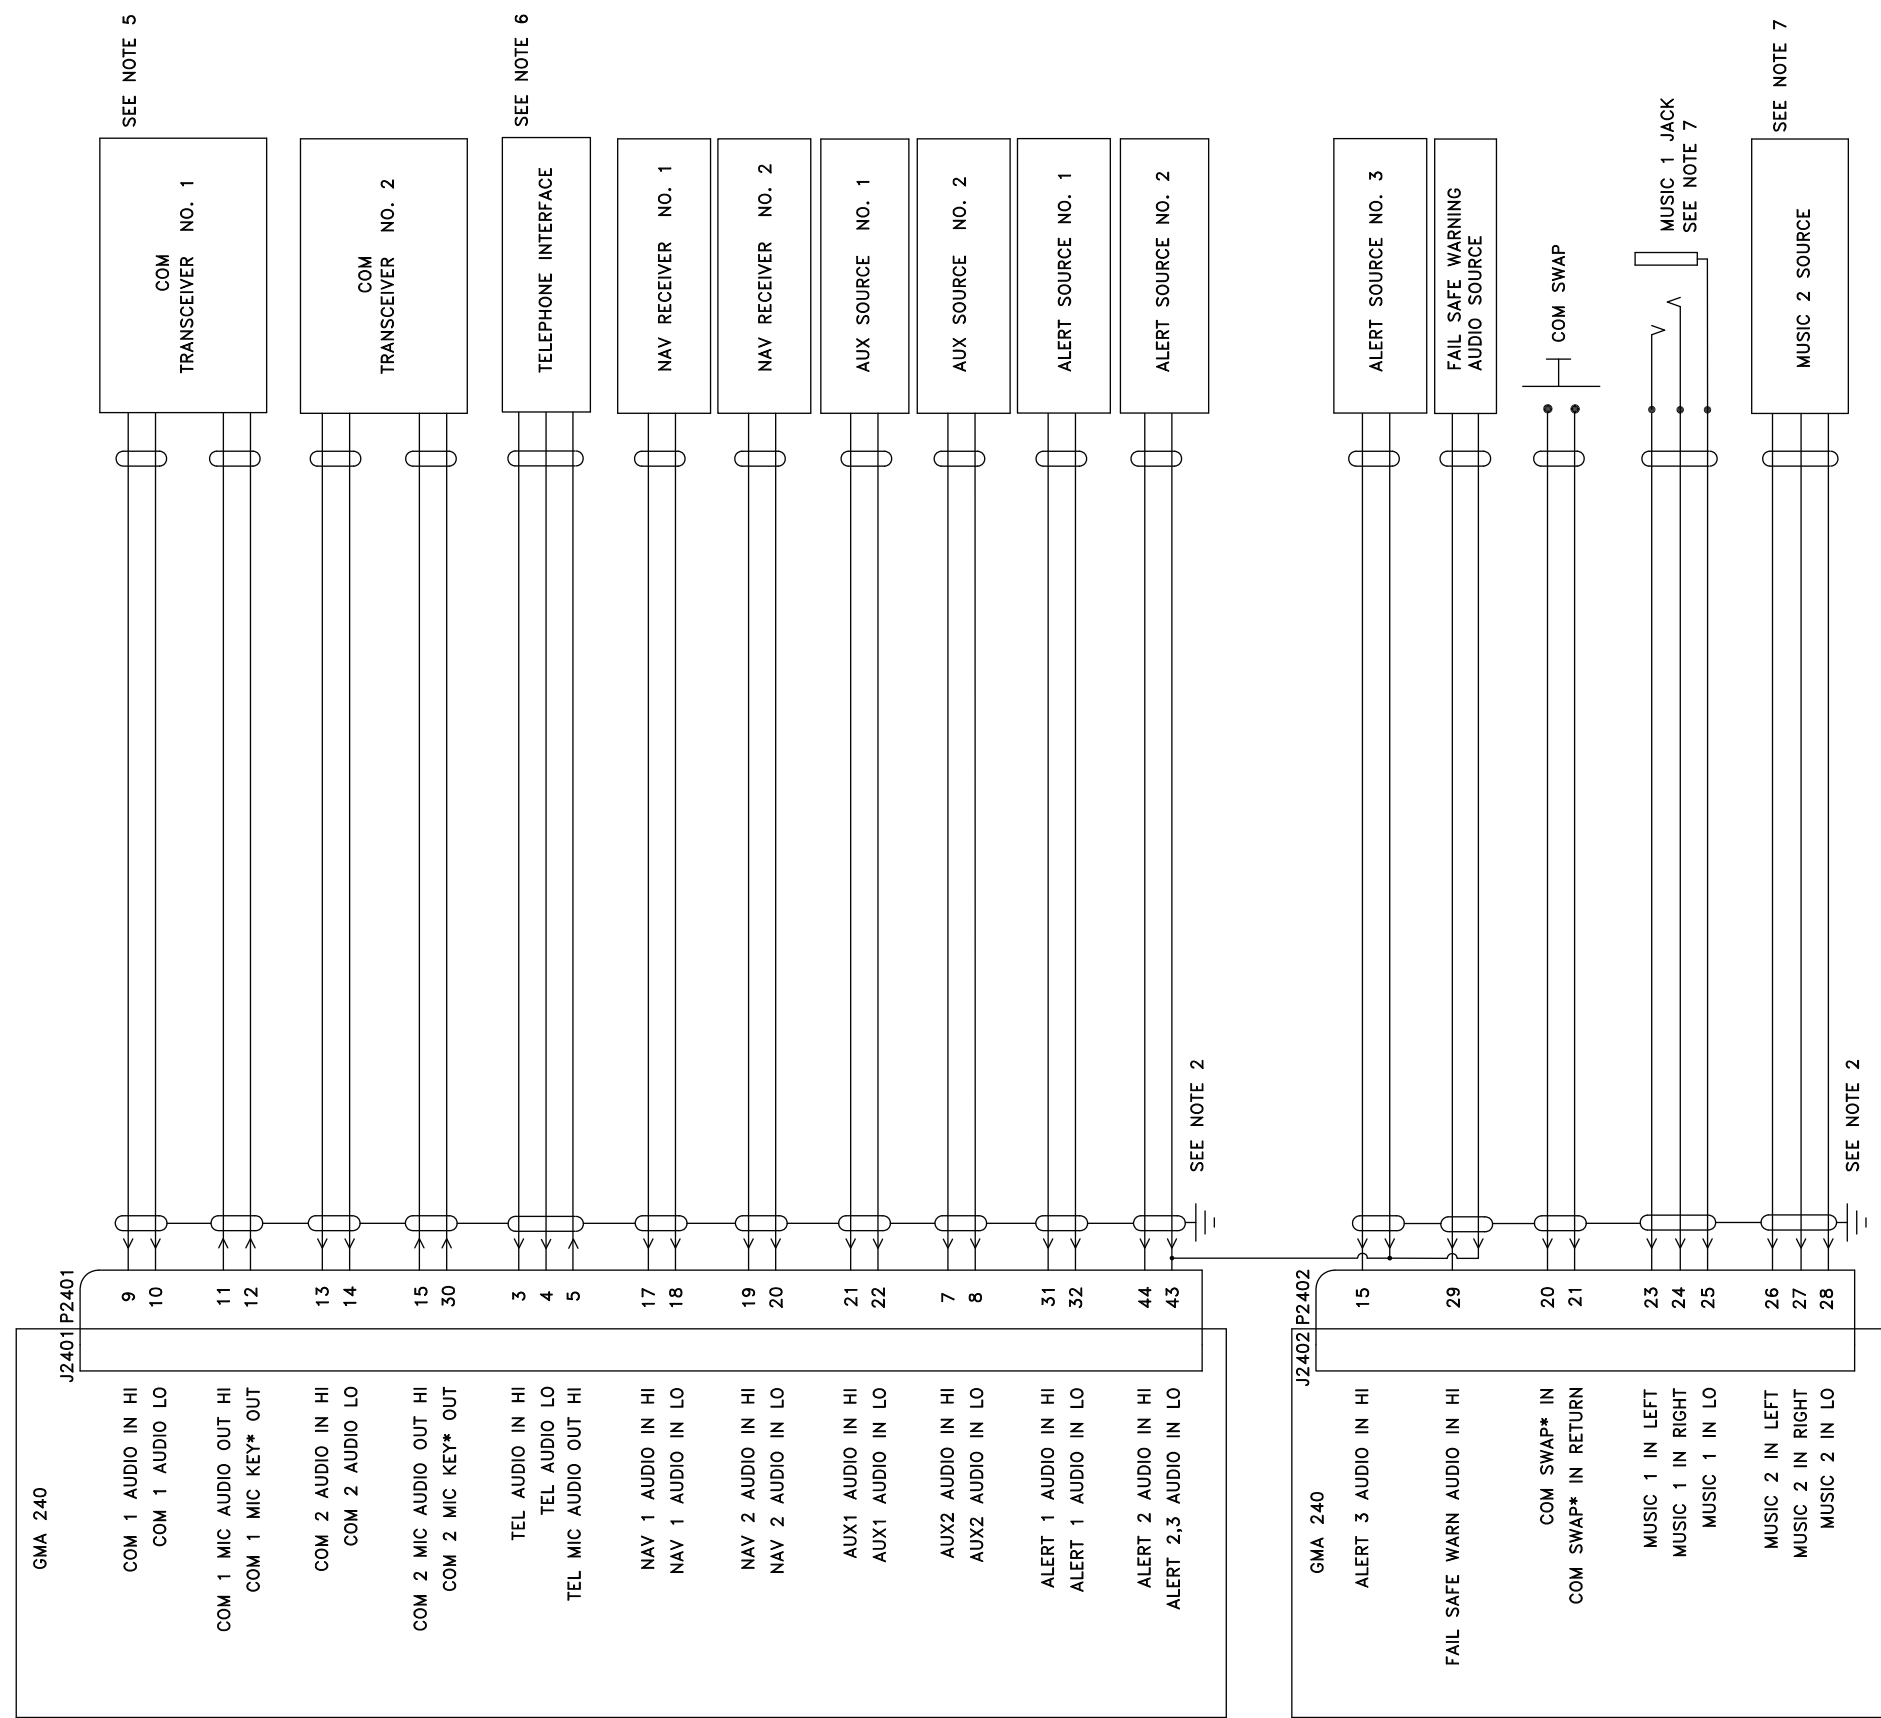 GMA 240
J2401 P2401
COM 1 AUDIO IN HI 9
COM 1 AUDIO LO 10
COM 1 MIC AUDIO OUT HI 11
COM 1 MIC KEY* OUT 12
COM TRANSCEIVER NO. 1
SEE NOTE 5
COM 2 AUDIO IN HI 13
COM 2 AUDIO LO 14
COM 2 MIC AUDIO OUT HI 15
COM 2 MIC KEY* OUT 30
COM TRANSCEIVER NO. 2
TEL AUDIO IN HI 3
TEL AUDIO LO 4
TEL MIC AUDIO OUT HI 5
TELEPHONE INTERFACE
SEE NOTE 6
NAV 1 AUDIO IN HI 17
NAV 1 AUDIO IN LO 18
NAV RECEIVER NO. 1
NAV 2 AUDIO IN HI 19
NAV 2 AUDIO IN LO 20
NAV RECEIVER NO. 2
AUX1 AUDIO IN HI 21
AUX1 AUDIO IN LO 22
AUX SOURCE NO. 1
AUX2 AUDIO IN HI 7
AUX2 AUDIO IN LO 8
AUX SOURCE NO. 2
ALERT 1 AUDIO IN HI 31
ALERT 1 AUDIO IN LO 32
ALERT SOURCE NO. 1
ALERT 2 AUDIO IN HI 44
ALERT 2,3 AUDIO IN LO 43
ALERT SOURCE NO. 2
SEE NOTE 2
GMA 240
J2402 P2402
ALERT 3 AUDIO IN HI 15
ALERT SOURCE NO. 3
FAIL SAFE WARN AUDIO IN HI 29
FAIL SAFE WARNING
AUDIO SOURCE
COM SWAP* IN 20
COM SWAP* IN RETURN 21
COM SWAP
MUSIC 1 IN LEFT 23
MUSIC 1 IN RIGHT 24
MUSIC 1 IN LO 25
MUSIC 1 JACK
SEE NOTE 7
MUSIC 2 IN LEFT 26
MUSIC 2 IN RIGHT 27
MUSIC 2 IN LO 28
MUSIC 2 SOURCE
SEE NOTE 7
SEE NOTE 2